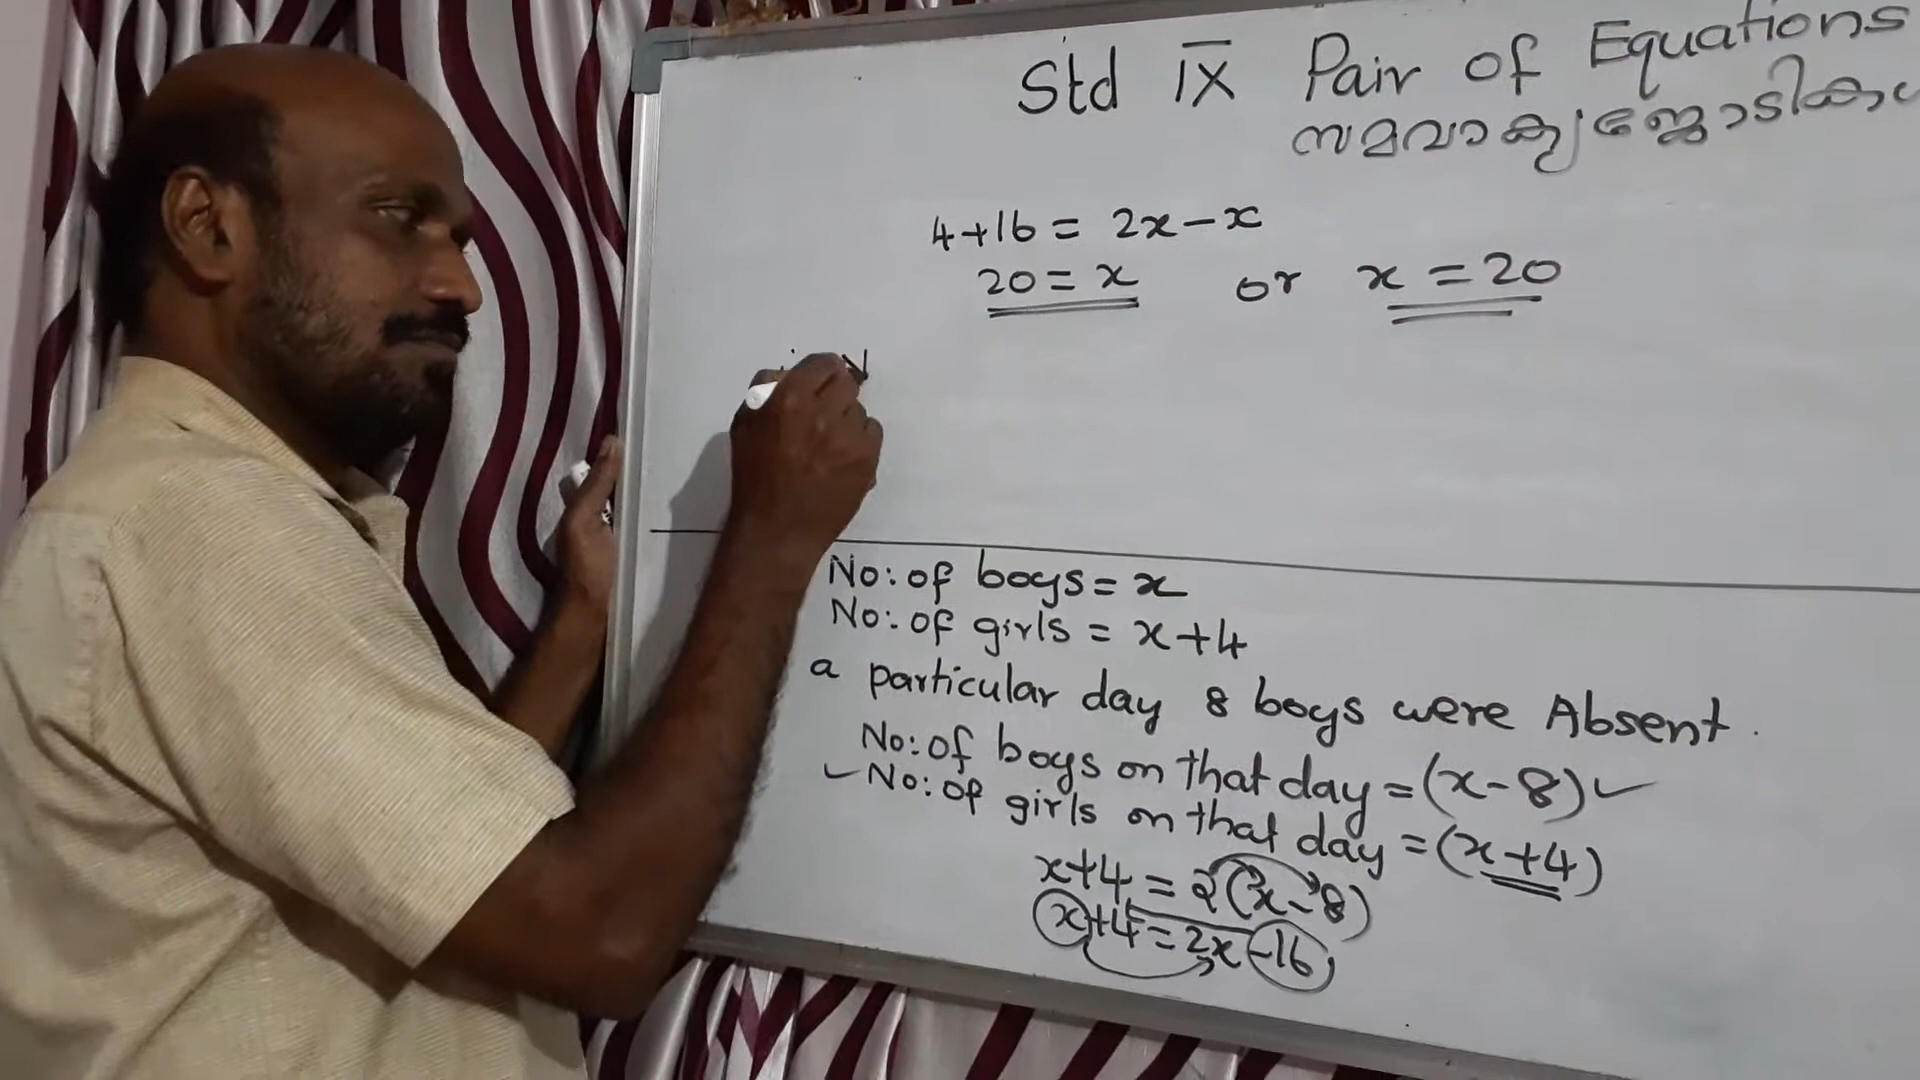 Std IX Pair of Equations
സമവാക്യജോടികൾ
4+16 = 2x-x
20 = x or x = 20
N
No: of boys = x
No: of girls = x+4
a particular day 8 boys were Absent.
No: of boys on that day = (x-8) ✓
✓ No: of girls on that day = (x+4)
x+4 = 2(x-8)
x+4 = 2x-16